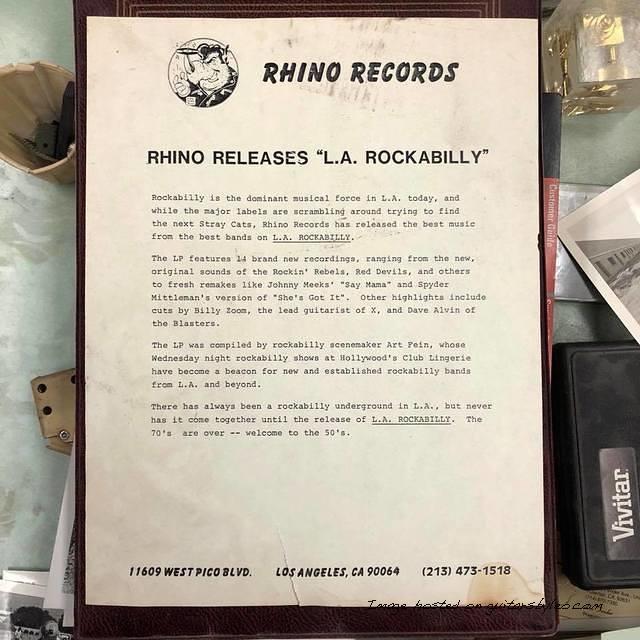 RHINO RECORDS
RHINO RELEASES "L.A. ROCKABILLY"
Rockabilly is the dominant musical force in L.A. today, and
while the major labels are scrambling around trying to find
the next Stray Cats, Rhino Records has released the best music
from the best bands on L.A. ROCKABILLY.
The LP features 14 brand new recordings, ranging from the new,
original sounds of the Rockin' Rebels, Red Devils, and others
to fresh remakes like Johnny Meeks' "Say Mama" and Spyder
Mittleman's version of "She's Got It". Other highlights include
cuts by Billy Zoom, the lead guitarist of X, and Dave Alvin of
the Blasters.
The LP was compiled by rockabilly scenemaker Art Fein, whose
Wednesday night rockabilly shows at Hollywood's Club Lingerie
have become a beacon for new and established rockabilly bands
from L.A. and beyond.
There has always been a rockabilly underground in L.A., but never
has it come together until the release of L.A. ROCKABILLY. The
70's are over -- welcome to the 50's.
11609 WEST PICO BLVD. LOS ANGELES, CA 90064 (213) 473-1518
Customer Guide
Vivitar